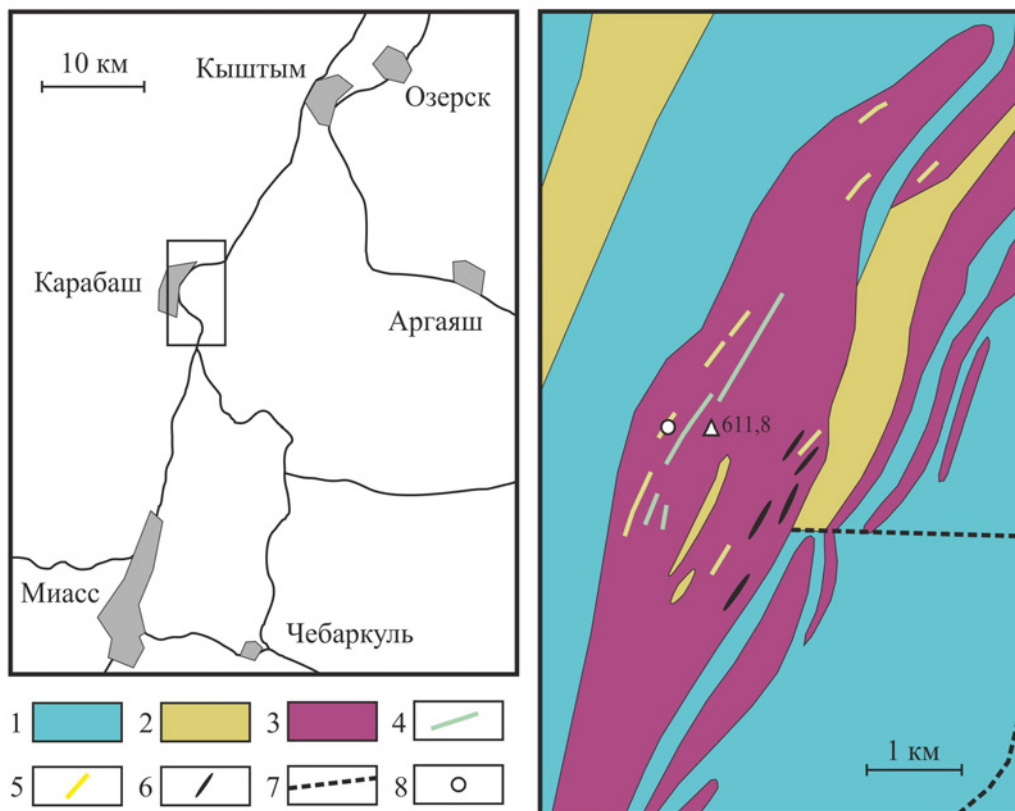 10 км
Кыштым
Озерск
Карабаш
Аргаяш
Миасс
Чебаркуль
1 2 3 4
5 6 7 8
611,8
1 км